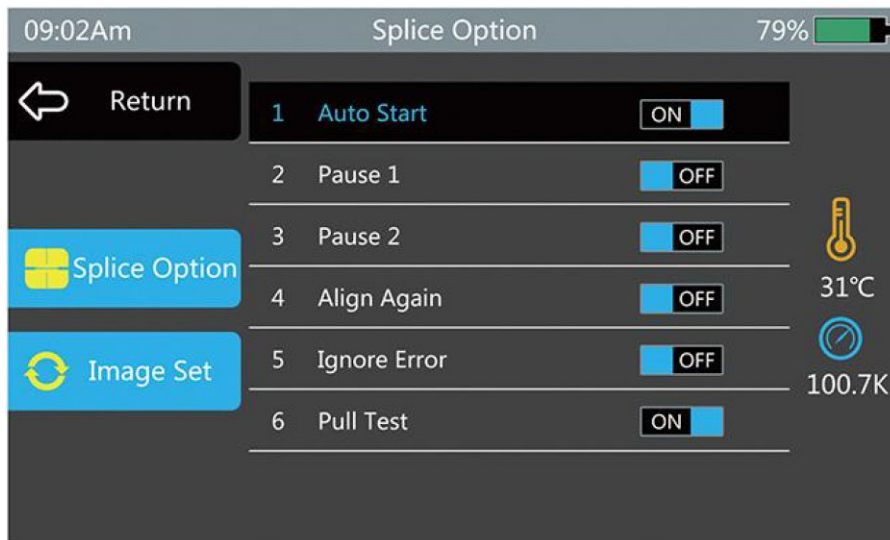 09:02Am Splice Option 79%
Return
1 Auto Start ON
2 Pause 1 OFF
3 Pause 2 OFF
Splice Option
4 Align Again OFF
31℃
Image Set
5 Ignore Error OFF
100.7K
6 Pull Test ON